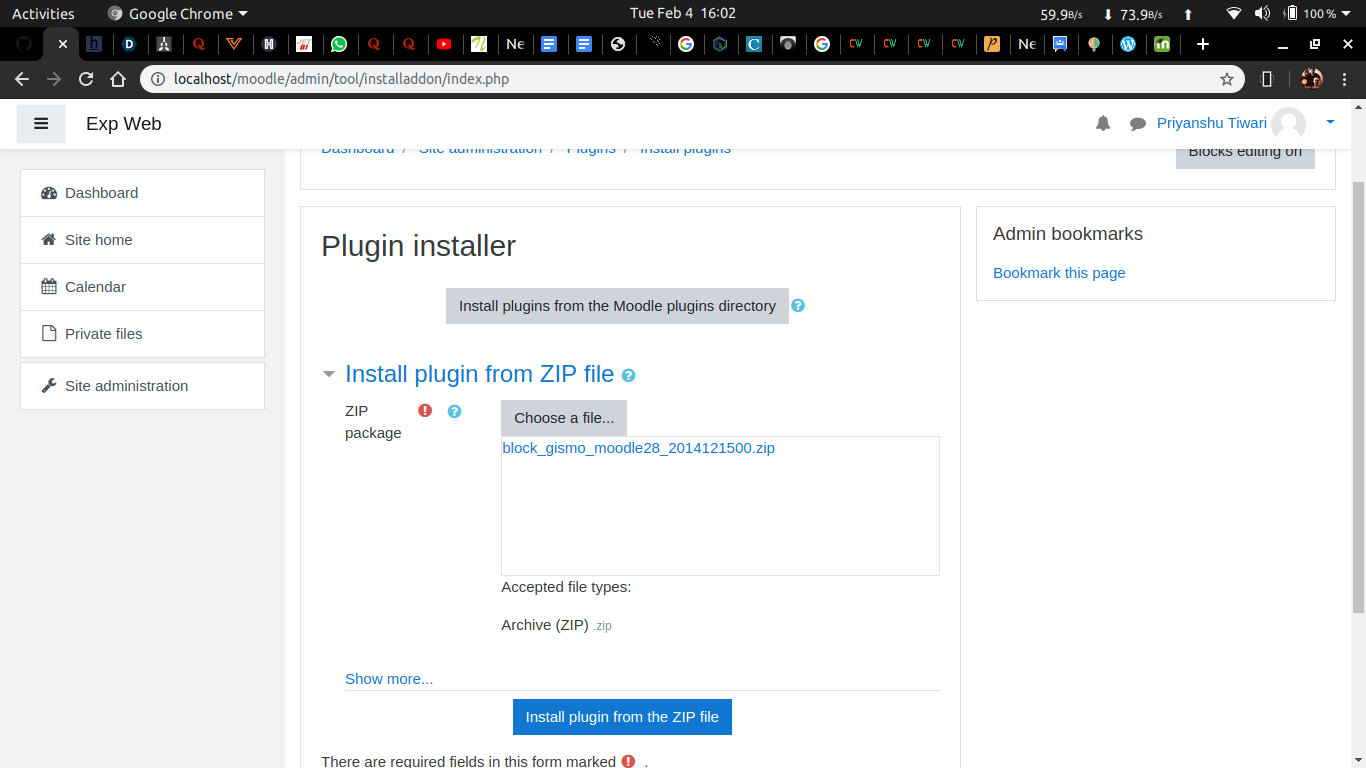 Activities Google Chrome Tue Feb 4 16:02 59.9B/s 73.9B/s 100 %
localhost/moodle/admin/tool/installaddon/index.php
Exp Web Priyanshu Tiwari
Dashboard / Site administration / Plugins / Install plugins Blocks editing on
Dashboard
Site home
Calendar
Private files
Site administration
Plugin installer
Install plugins from the Moodle plugins directory
Install plugin from ZIP file
ZIP
package
Choose a file...
block_gismo_moodle28_2014121500.zip
Accepted file types:
Archive (ZIP) .zip
Show more...
Install plugin from the ZIP file
There are required fields in this form marked .
Admin bookmarks
Bookmark this page